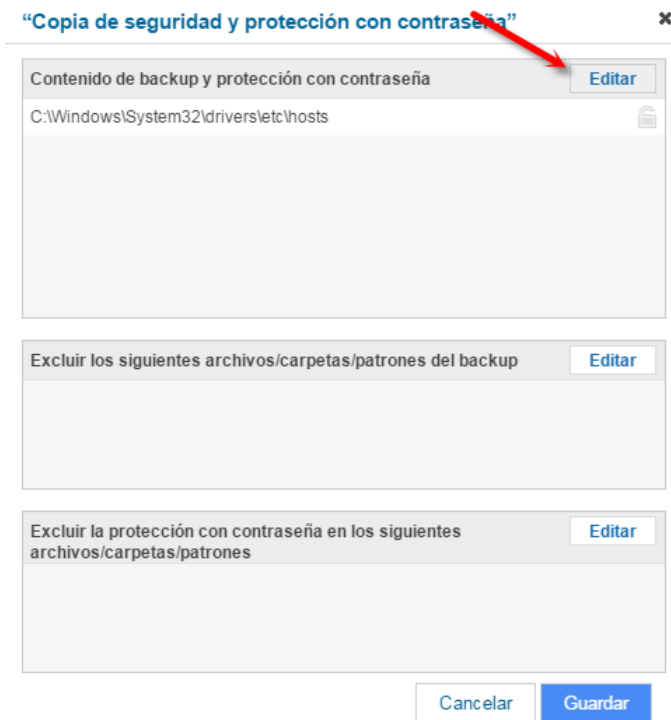 “Copia de seguridad y protección con contraseña”
Contenido de backup y protección con contraseña
Editar
C:\Windows\System32\drivers\etc\hosts
Excluir los siguientes archivos/carpetas/patrones del backup
Editar
Excluir la protección con contraseña en los siguientes
archivos/carpetas/patrones
Editar
Cancelar
Guardar